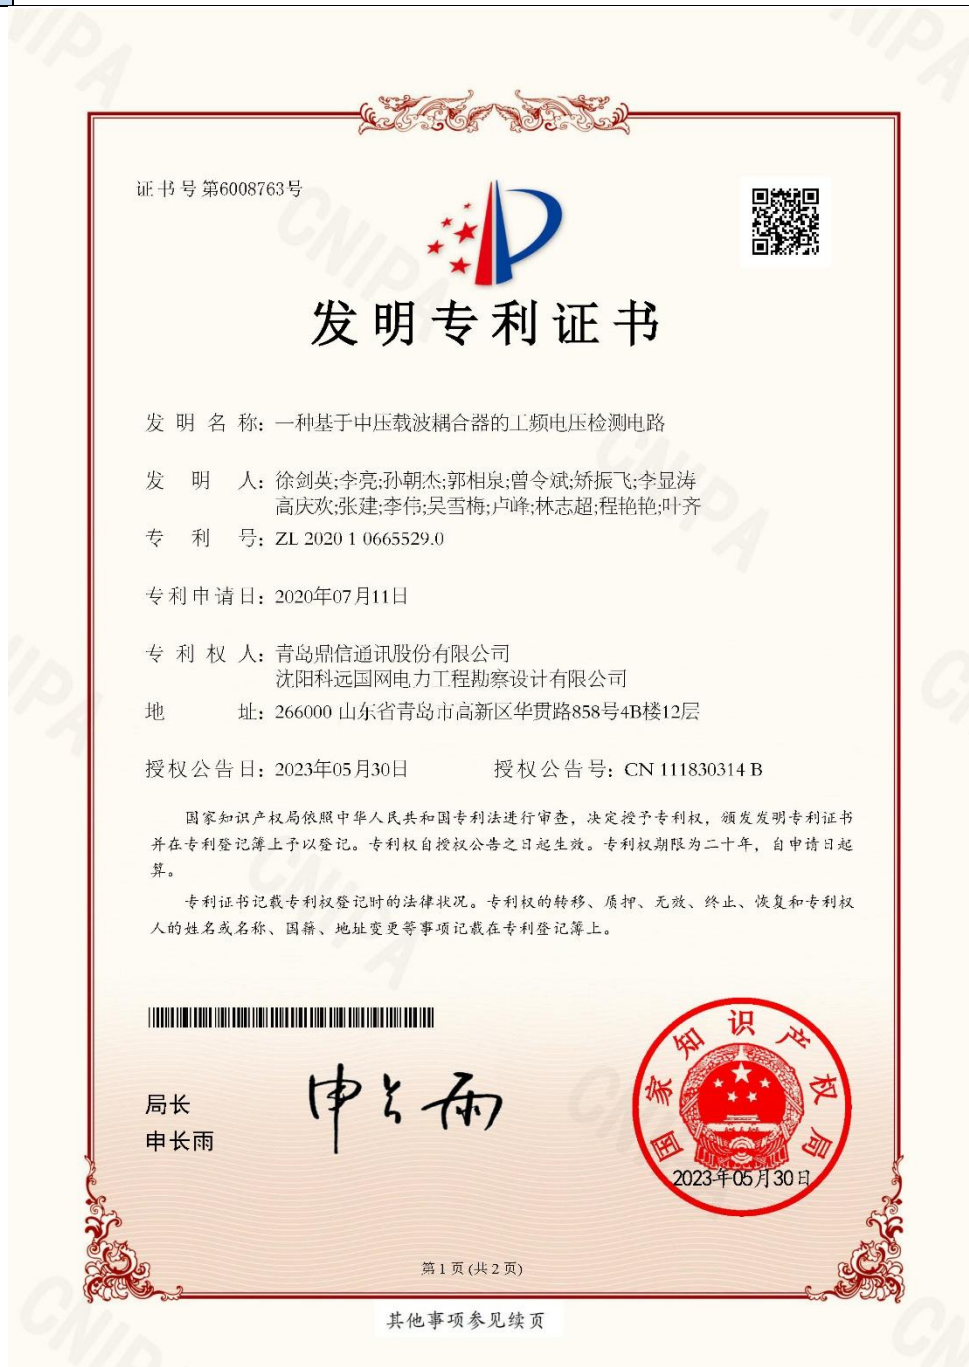 证书号第6008763号
发明专利证书
发明名称：一种基于中压载波耦合器的工频电压检测电路
发明人：徐剑英;李亮;孙朝杰;郭相泉;曾令斌;矫振飞;李显涛
高庆欢;张建;李伟;吴雪梅;卢峰;林志超;程艳艳;叶齐
专利号：ZL 2020 1 0665529.0
专利申请日：2020年07月11日
专利权人：青岛鼎信通讯股份有限公司
沈阳科远国网电力工程勘察设计有限公司
地址：266000 山东省青岛市高新区华贯路858号4B楼12层
授权公告日：2023年05月30日 授权公告号：CN 111830314 B
国家知识产权局依照中华人民共和国专利法进行审查，决定授予专利权，颁发发明专利证书
并在专利登记簿上予以登记。专利权自授权公告之日起生效。专利权期限为二十年，自申请日起
算。
专利证书记载专利权登记时的法律状况。专利权的转移、质押、无效、终止、恢复和专利权
人的姓名或名称、国籍、地址变更等事项记载在专利登记簿上。
局长
申长雨
申长雨
国家知识产权局
2023年05月30日
第1页(共2页)
其他事项参见续页
CNIPA